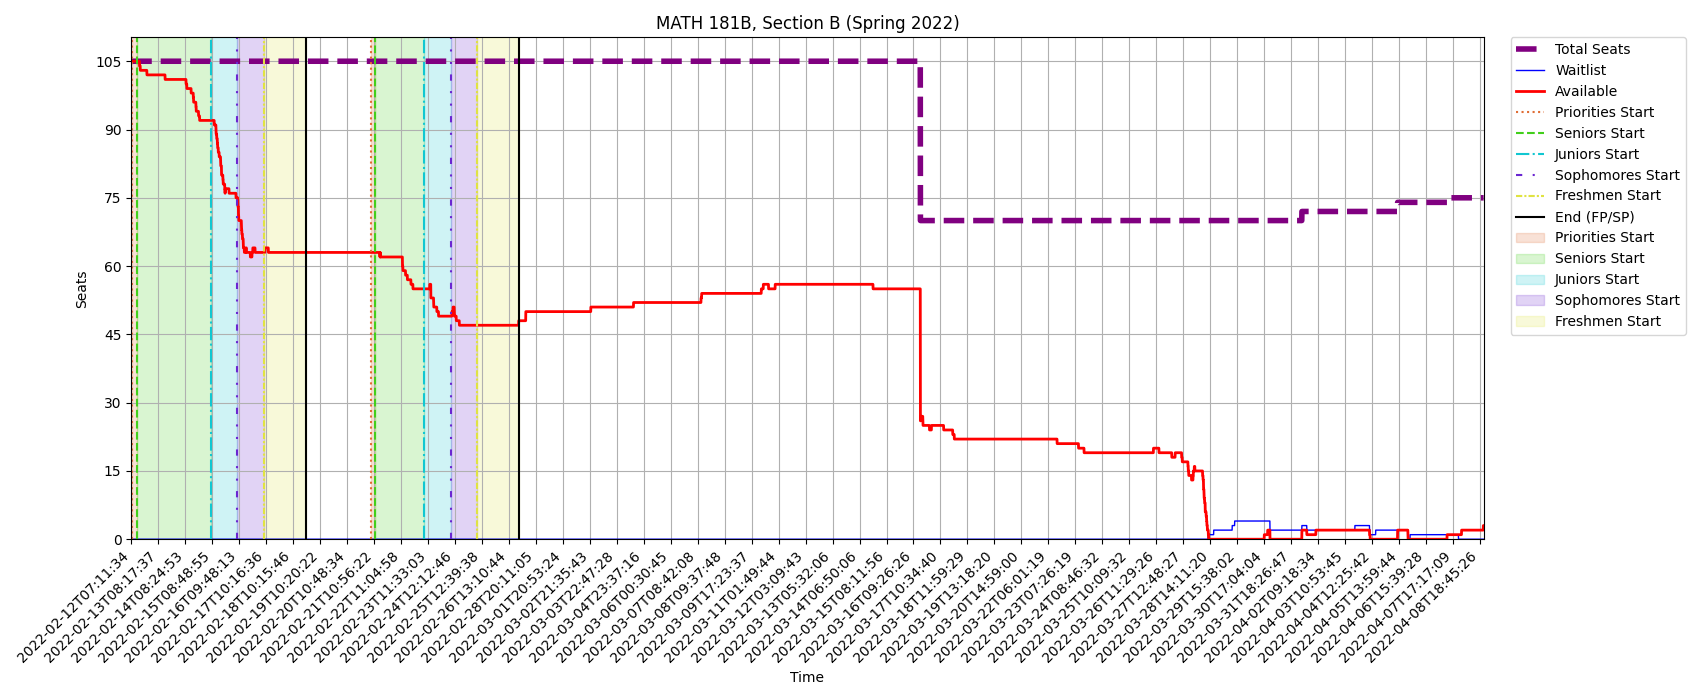 MATH 181B, Section B (Spring 2022)
Seats
105
90
75
60
45
30
15
0
2022-02-12T07:11:34
2022-02-13T08:17:37
2022-02-14T08:24:53
2022-02-15T08:48:55
2022-02-16T09:48:13
2022-02-17T10:16:36
2022-02-18T10:15:46
2022-02-19T10:20:22
2022-02-20T10:48:34
2022-02-21T10:56:22
2022-02-22T11:04:58
2022-02-23T11:33:03
2022-02-24T12:12:46
2022-02-25T12:39:38
2022-02-26T13:10:44
2022-02-28T20:11:05
2022-03-01T20:53:24
2022-03-02T21:35:43
2022-03-03T22:47:28
2022-03-04T23:37:16
2022-03-06T00:30:45
2022-03-07T08:42:08
2022-03-08T09:37:48
2022-03-09T17:23:37
2022-03-11T01:49:44
2022-03-12T03:09:43
2022-03-13T05:32:06
2022-03-14T06:50:06
2022-03-15T08:11:56
2022-03-16T09:26:26
2022-03-17T10:34:40
2022-03-18T11:59:29
2022-03-19T13:18:20
2022-03-20T14:59:00
2022-03-22T06:01:19
2022-03-23T07:26:19
2022-03-24T08:46:32
2022-03-25T10:09:32
2022-03-26T11:29:26
2022-03-27T12:48:27
2022-03-28T14:11:20
2022-03-29T15:38:02
2022-03-30T17:04:04
2022-03-31T18:26:47
2022-04-02T09:18:34
2022-04-03T10:53:45
2022-04-04T12:25:42
2022-04-05T13:59:44
2022-04-06T15:39:28
2022-04-07T17:17:09
2022-04-08T18:45:26
Time
Total Seats
Waitlist
Available
Priorities Start
Seniors Start
Juniors Start
Sophomores Start
Freshmen Start
End (FP/SP)
Priorities Start
Seniors Start
Juniors Start
Sophomores Start
Freshmen Start